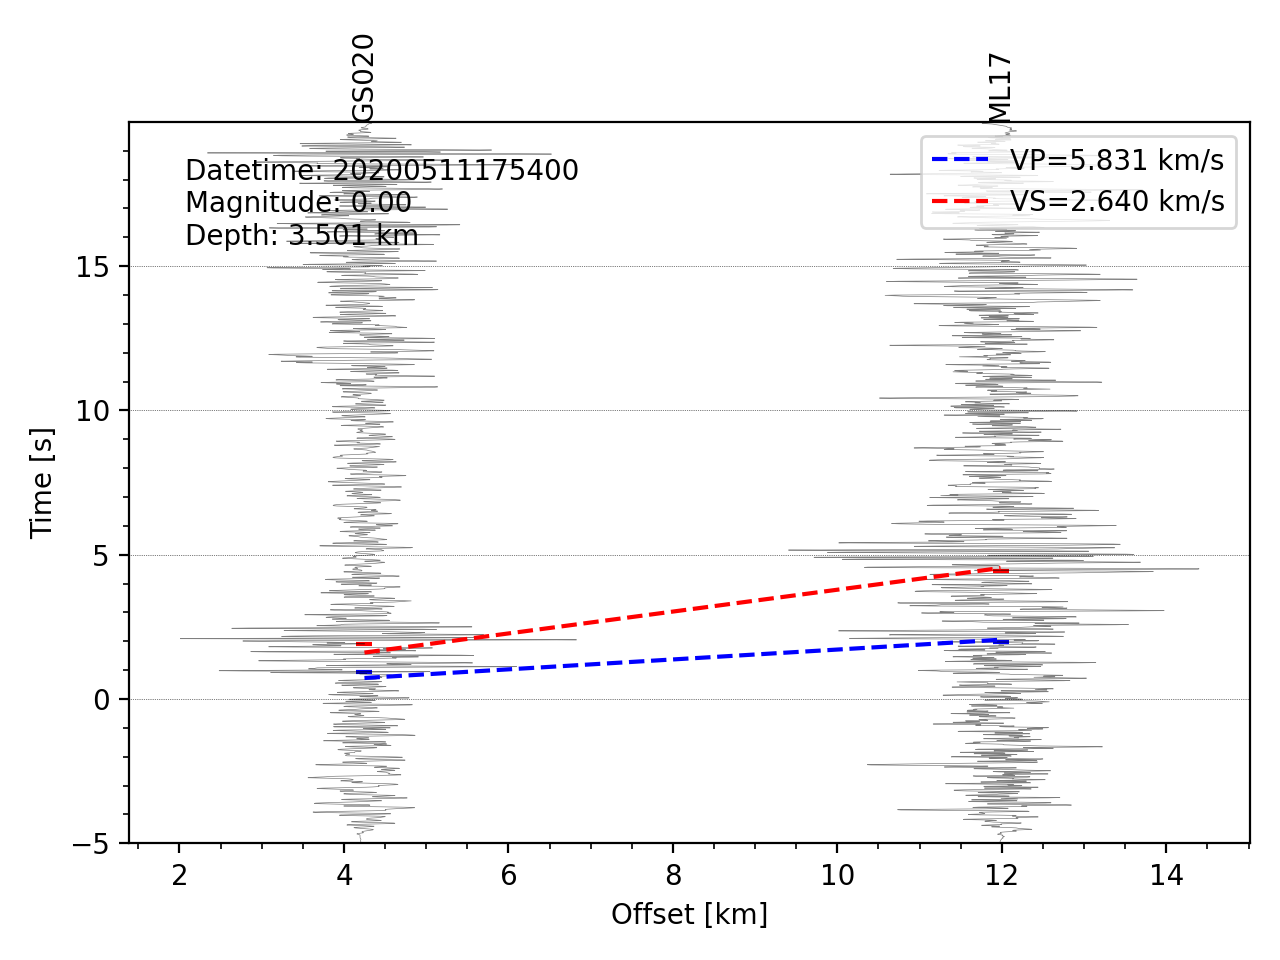 GS020
ML17
Datetime: 20200511175400
Magnitude: 0.00
Depth: 3.501 km
VP=5.831 km/s
VS=2.640 km/s
15
10
5
0
−5
Time [s]
2 4 6 8 10 12 14
Offset [km]